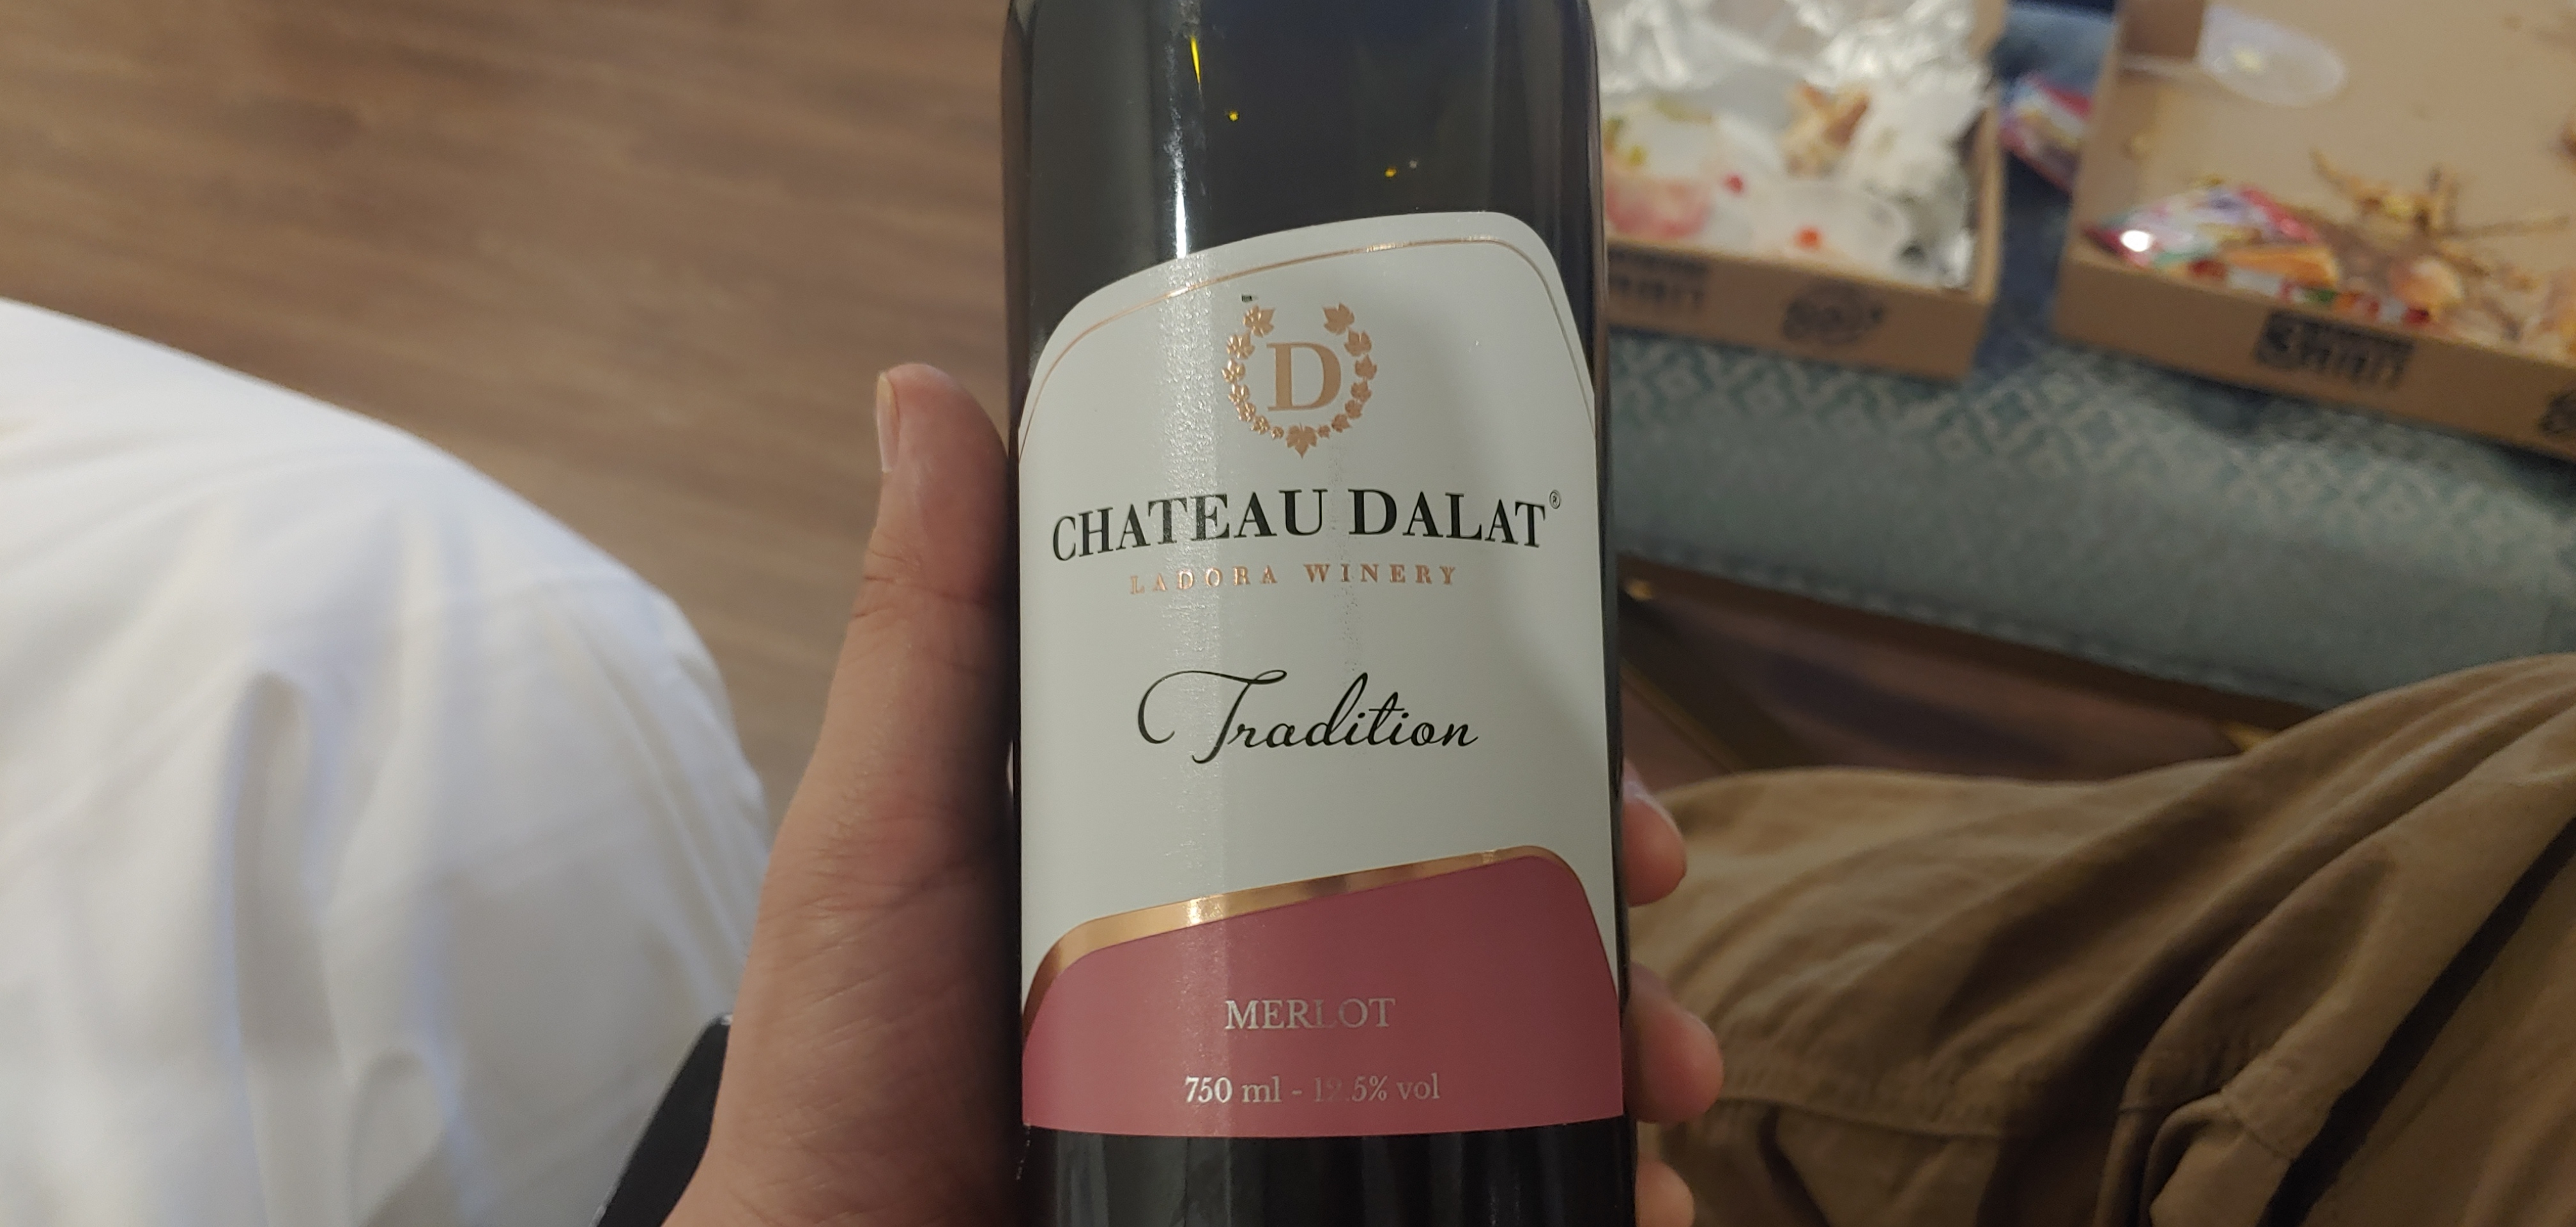 D
CHATEAU DALAT®
LADORA WINERY
Tradition
MERLOT
750 ml - 12.5% vol